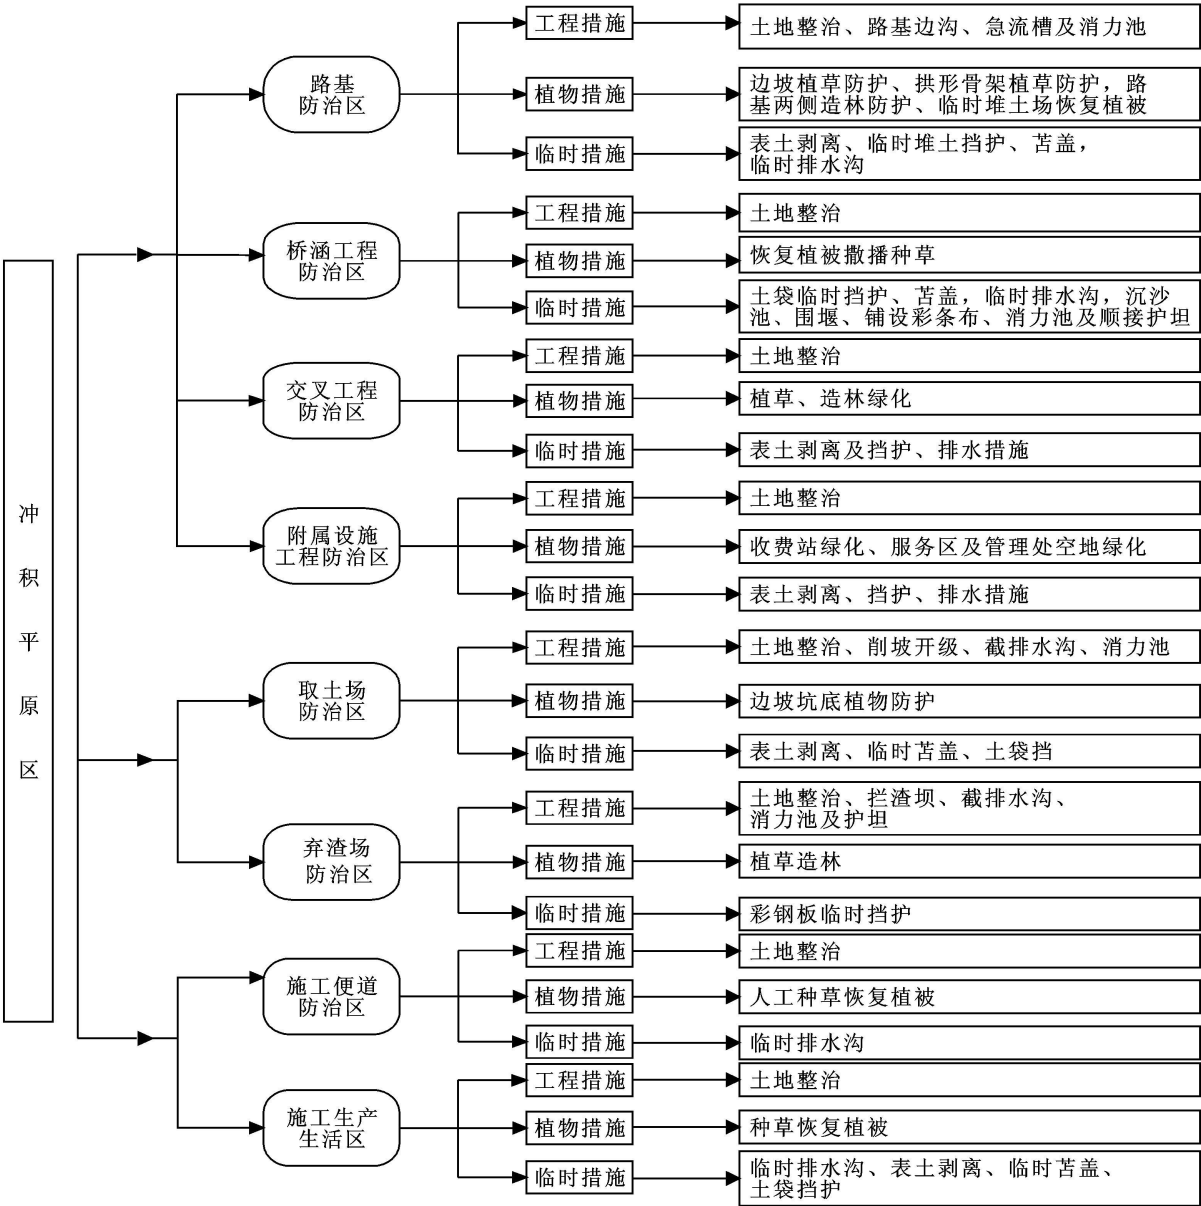 冲积平原区
路基
防治区
工程措施
土地整治、路基边沟、急流槽及消力池
植物措施
边坡植草防护、拱形骨架植草防护，路
基两侧造林防护、临时堆土场恢复植被
临时措施
表土剥离、临时堆土挡护、苫盖，
临时排水沟
桥涵工程
防治区
工程措施
土地整治
植物措施
恢复植被撒播种草
临时措施
土袋临时挡护、苫盖，临时排水沟，沉沙
池、围堰、铺设彩条布、消力池及顺接护坦
交叉工程
防治区
工程措施
土地整治
植物措施
植草、造林绿化
临时措施
表土剥离及挡护、排水措施
附属设施
工程防治区
工程措施
土地整治
植物措施
收费站绿化、服务区及管理处空地绿化
临时措施
表土剥离、挡护、排水措施
取土场
防治区
工程措施
土地整治、削坡开级、截排水沟、消力池
植物措施
边坡坑底植物防护
临时措施
表土剥离、临时苫盖、土袋挡
弃渣场
防治区
工程措施
土地整治、拦渣坝、截排水沟、
消力池及护坦
植物措施
植草造林
临时措施
彩钢板临时挡护
施工便道
防治区
工程措施
土地整治
植物措施
人工种草恢复植被
临时措施
临时排水沟
施工生产
生活区
工程措施
土地整治
植物措施
种草恢复植被
临时措施
临时排水沟、表土剥离、临时苫盖、
土袋挡护